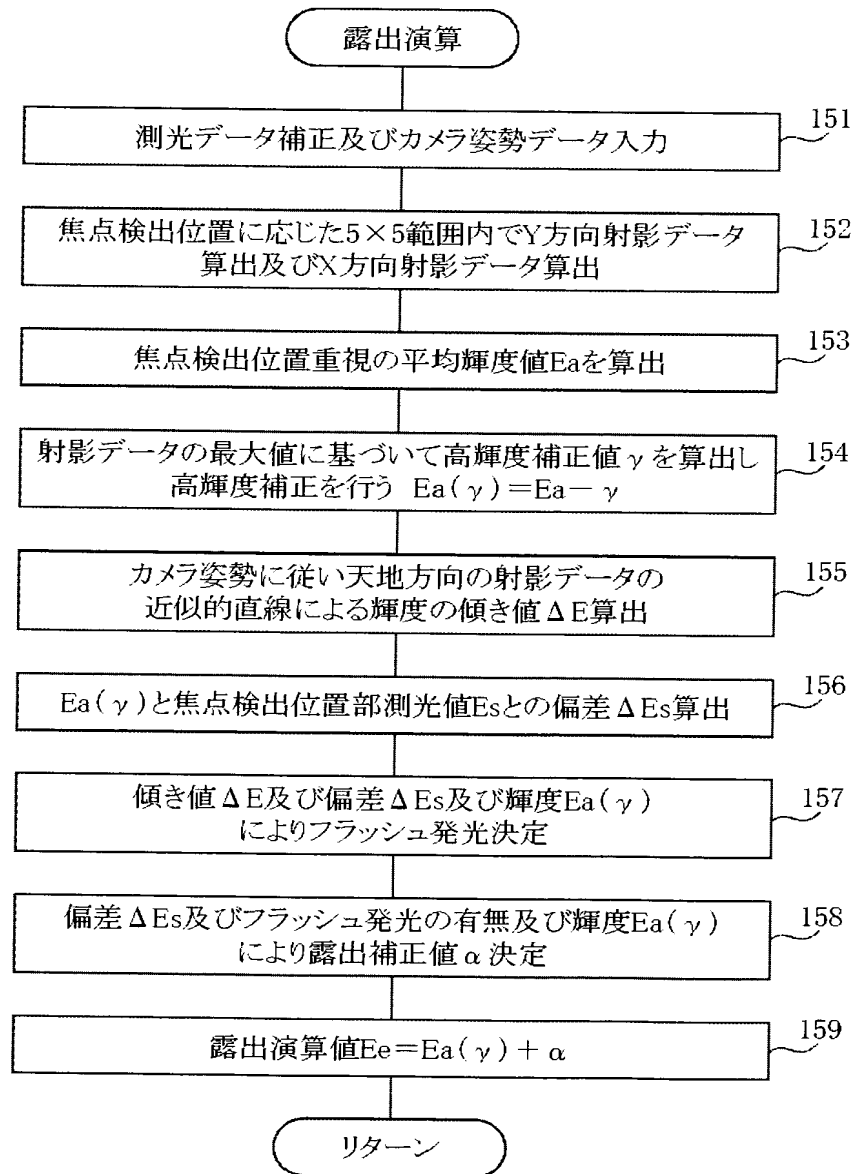 露出演算
151
測光データ補正及びカメラ姿勢データ入力
152
焦点検出位置に応じた5×5範囲内でY方向射影データ
算出及びX方向射影データ算出
153
焦点検出位置重視の平均輝度値Eaを算出
154
射影データの最大値に基づいて高輝度補正値γを算出し
高輝度補正を行う Ea(γ)=Ea-γ
155
カメラ姿勢に従い天地方向の射影データの
近似的直線による輝度の傾き値ΔE算出
156
Ea(γ)と焦点検出位置部測光値Esとの偏差ΔEs算出
157
傾き値ΔE及び偏差ΔEs及び輝度Ea(γ)
によりフラッシュ発光決定
158
偏差ΔEs及びフラッシュ発光の有無及び輝度Ea(γ)
により露出補正値α決定
159
露出演算値Ee=Ea(γ)+α
リターン